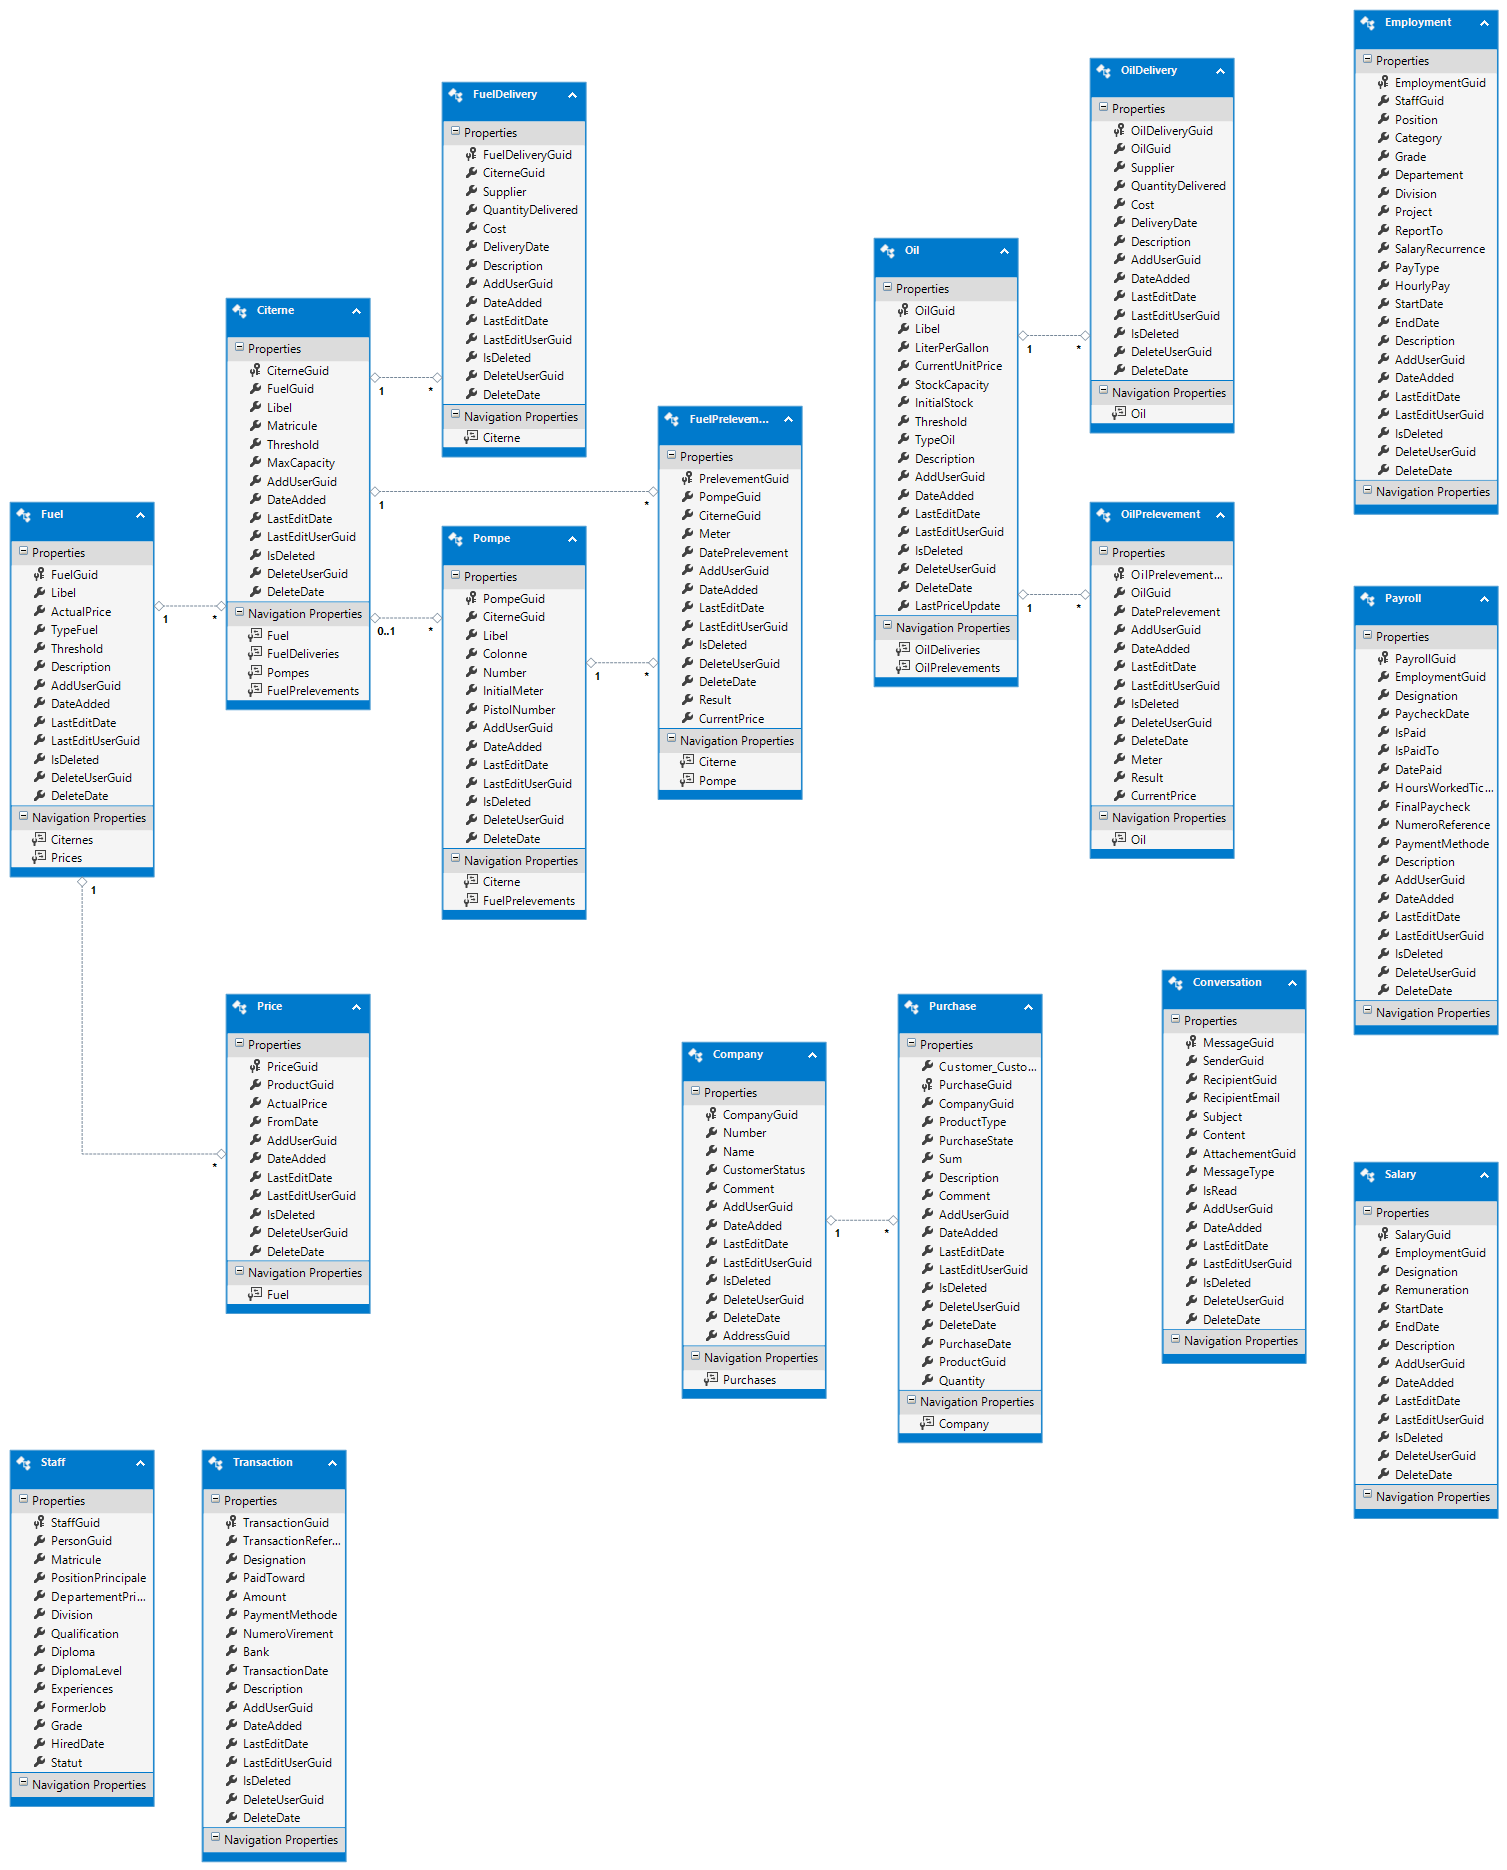 Employment
Properties
EmploymentGuid
StaffGuid
Position
Category
Grade
Departement
Division
Project
ReportTo
SalaryRecurrence
PayType
HourlyPay
StartDate
EndDate
Description
AddUserGuid
DateAdded
LastEditDate
LastEditUserGuid
IsDeleted
DeleteUserGuid
DeleteDate
Navigation Properties
OilDelivery
Properties
OilDeliveryGuid
OilGuid
Supplier
QuantityDelivered
Cost
DeliveryDate
Description
AddUserGuid
DateAdded
LastEditDate
LastEditUserGuid
IsDeleted
DeleteUserGuid
DeleteDate
Navigation Properties
Oil
FuelDelivery
Properties
FuelDeliveryGuid
CiterneGuid
Supplier
QuantityDelivered
Cost
DeliveryDate
Description
AddUserGuid
DateAdded
LastEditDate
LastEditUserGuid
IsDeleted
DeleteUserGuid
DeleteDate
Navigation Properties
Citerne
Oil
Properties
OilGuid
Libel
LiterPerGallon
CurrentUnitPrice
StockCapacity
InitialStock
Threshold
TypeOil
Description
AddUserGuid
DateAdded
LastEditDate
LastEditUserGuid
IsDeleted
DeleteUserGuid
DeleteDate
LastPriceUpdate
Navigation Properties
OilDeliveries
OilPrelevements
1
*
1
*
Citerne
Properties
CiterneGuid
FuelGuid
Libel
Matricule
Threshold
MaxCapacity
AddUserGuid
DateAdded
LastEditDate
LastEditUserGuid
IsDeleted
DeleteUserGuid
DeleteDate
Navigation Properties
Fuel
FuelDeliveries
Pompes
FuelPrelevements
1
*
1
*
0..1
*
FuelPrelevem...
Properties
PrelevementGuid
PompeGuid
CiterneGuid
Meter
DatePrelevement
AddUserGuid
DateAdded
LastEditDate
LastEditUserGuid
IsDeleted
DeleteUserGuid
DeleteDate
Result
CurrentPrice
Navigation Properties
Citerne
Pompe
Fuel
Properties
FuelGuid
Libel
ActualPrice
TypeFuel
Threshold
Description
AddUserGuid
DateAdded
LastEditDate
LastEditUserGuid
IsDeleted
DeleteUserGuid
DeleteDate
Navigation Properties
Citernes
Prices
1
*
1
*
Pompe
Properties
PompeGuid
CiterneGuid
Libel
Colonne
Number
InitialMeter
PistolNumber
AddUserGuid
DateAdded
LastEditDate
LastEditUserGuid
IsDeleted
DeleteUserGuid
DeleteDate
Navigation Properties
Citerne
FuelPrelevements
1
*
OilPrelevement
Properties
OilPrelevement...
OilGuid
DatePrelevement
AddUserGuid
DateAdded
LastEditDate
LastEditUserGuid
IsDeleted
DeleteUserGuid
DeleteDate
Meter
Result
CurrentPrice
Navigation Properties
Oil
Payroll
Properties
PayrollGuid
EmploymentGuid
Designation
PaycheckDate
IsPaid
IsPaidTo
DatePaid
HoursWorkedTic...
FinalPaycheck
NumeroReference
PaymentMethode
Description
AddUserGuid
DateAdded
LastEditDate
LastEditUserGuid
IsDeleted
DeleteUserGuid
DeleteDate
Navigation Properties
Price
Properties
PriceGuid
ProductGuid
ActualPrice
FromDate
AddUserGuid
DateAdded
LastEditDate
LastEditUserGuid
IsDeleted
DeleteUserGuid
DeleteDate
Navigation Properties
Fuel
Company
Properties
CompanyGuid
Number
Name
CustomerStatus
Comment
AddUserGuid
DateAdded
LastEditDate
LastEditUserGuid
IsDeleted
DeleteUserGuid
DeleteDate
AddressGuid
Navigation Properties
Purchases
1
*
Purchase
Properties
Customer_Custo...
PurchaseGuid
CompanyGuid
ProductType
PurchaseState
Sum
Description
Comment
AddUserGuid
DateAdded
LastEditDate
LastEditUserGuid
IsDeleted
DeleteUserGuid
DeleteDate
PurchaseDate
ProductGuid
Quantity
Navigation Properties
Company
Conversation
Properties
MessageGuid
SenderGuid
RecipientGuid
RecipientEmail
Subject
Content
AttachementGuid
MessageType
IsRead
AddUserGuid
DateAdded
LastEditDate
LastEditUserGuid
IsDeleted
DeleteUserGuid
DeleteDate
Navigation Properties
Salary
Properties
SalaryGuid
EmploymentGuid
Designation
Remuneration
StartDate
EndDate
Description
AddUserGuid
DateAdded
LastEditDate
LastEditUserGuid
IsDeleted
DeleteUserGuid
DeleteDate
Navigation Properties
Staff
Properties
StaffGuid
PersonGuid
Matricule
PositionPrincipale
DepartementPri...
Division
Qualification
Diploma
DiplomaLevel
Experiences
FormerJob
Grade
HiredDate
Statut
Navigation Properties
Transaction
Properties
TransactionGuid
TransactionRefer...
Designation
PaidToward
Amount
PaymentMethode
NumeroVirement
Bank
TransactionDate
Description
AddUserGuid
DateAdded
LastEditDate
LastEditUserGuid
IsDeleted
DeleteUserGuid
DeleteDate
Navigation Properties